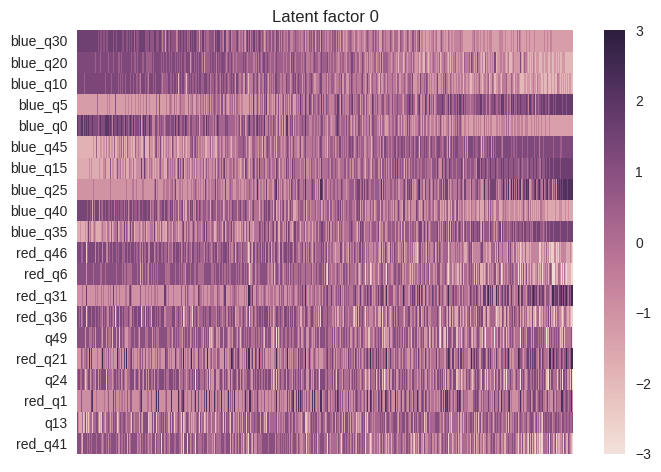 Latent factor 0
blue_q30
blue_q20
blue_q10
blue_q5
blue_q0
blue_q45
blue_q15
blue_q25
blue_q40
blue_q35
red_q46
red_q6
red_q31
red_q36
q49
red_q21
q24
red_q1
q13
red_q41
3
2
1
0
−1
−2
−3